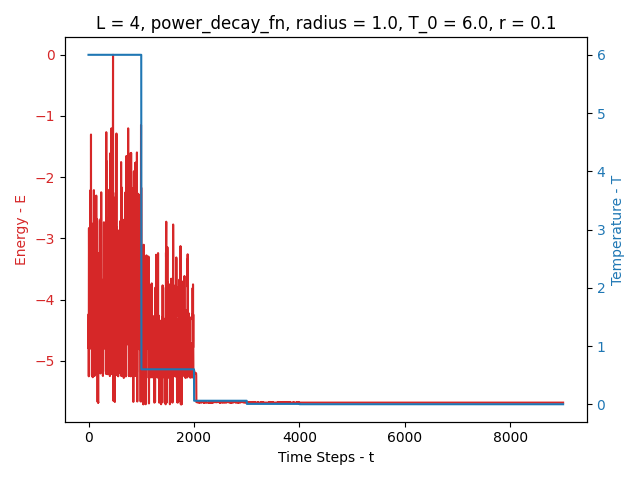 L = 4, power_decay_fn, radius = 1.0, T_0 = 6.0, r = 0.1
0
−1
−2
−3
−4
−5
Energy - E
6
5
4
3
2
1
0
Temperature - T
0 2000 4000 6000 8000
Time Steps - t